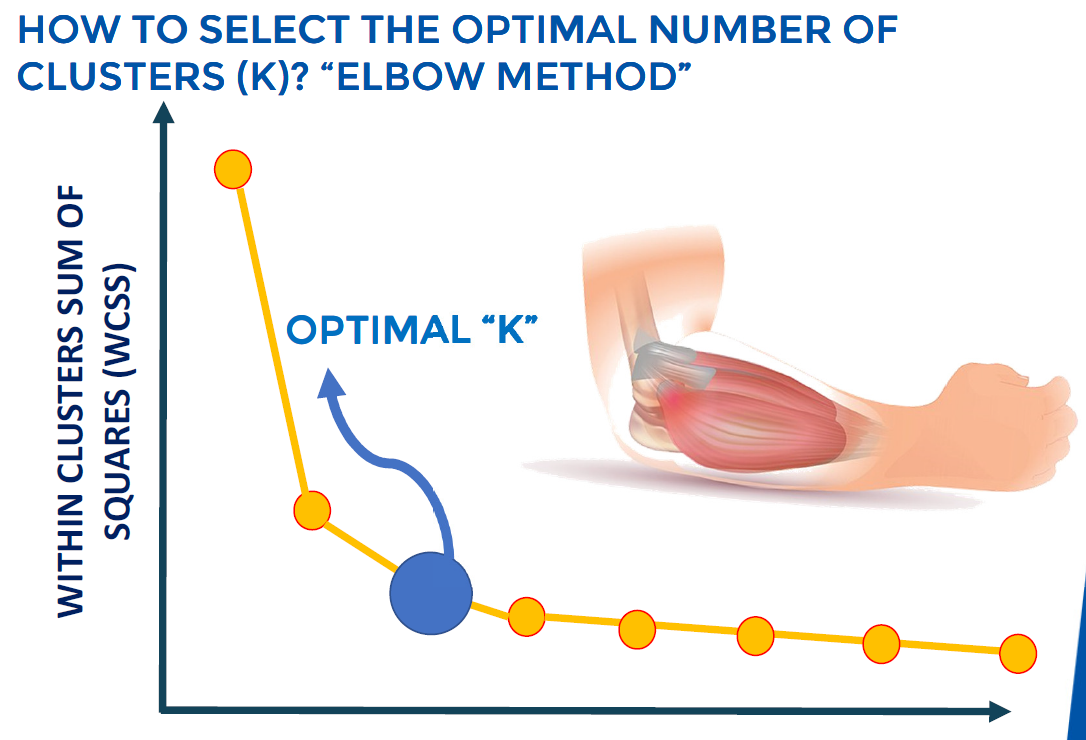 HOW TO SELECT THE OPTIMAL NUMBER OF
CLUSTERS (K)? “ELBOW METHOD”
WITHIN CLUSTERS SUM OF
SQUARES (WCSS)
OPTIMAL “K”